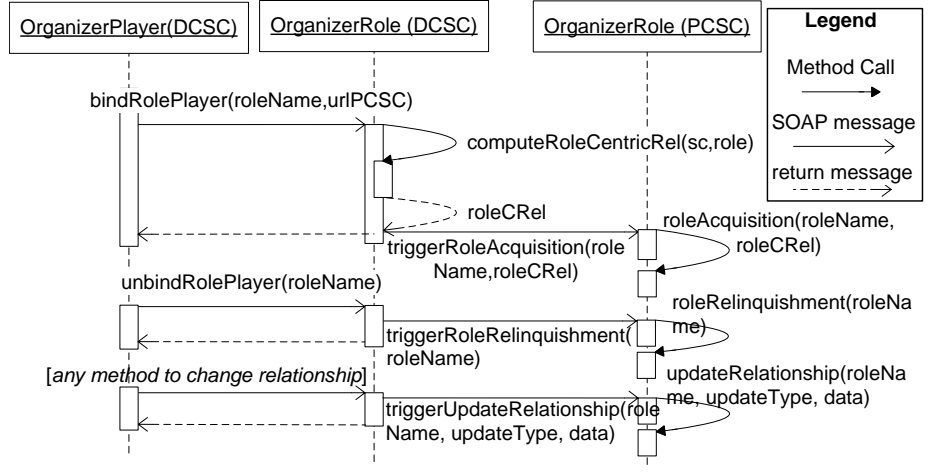 OrganizerPlayer(DCSC)
OrganizerRole (DCSC)
OrganizerRole (PCSC)
Legend
Method Call
SOAP message
return message
bindRolePlayer(roleName,urlPCSC)
computeRoleCentricRel(sc,role)
roleCRel
roleAcquisition(roleName,
roleCRel)
triggerRoleAcquisition(role
Name,roleCRel)
unbindRolePlayer(roleName)
roleRelinquishment(roleNa
me)
triggerRoleRelinquishment(
roleName)
[any method to change relationship]
updateRelationship(roleNa
me, updateType, data)
triggerUpdateRelationship(role
Name, updateType, data)